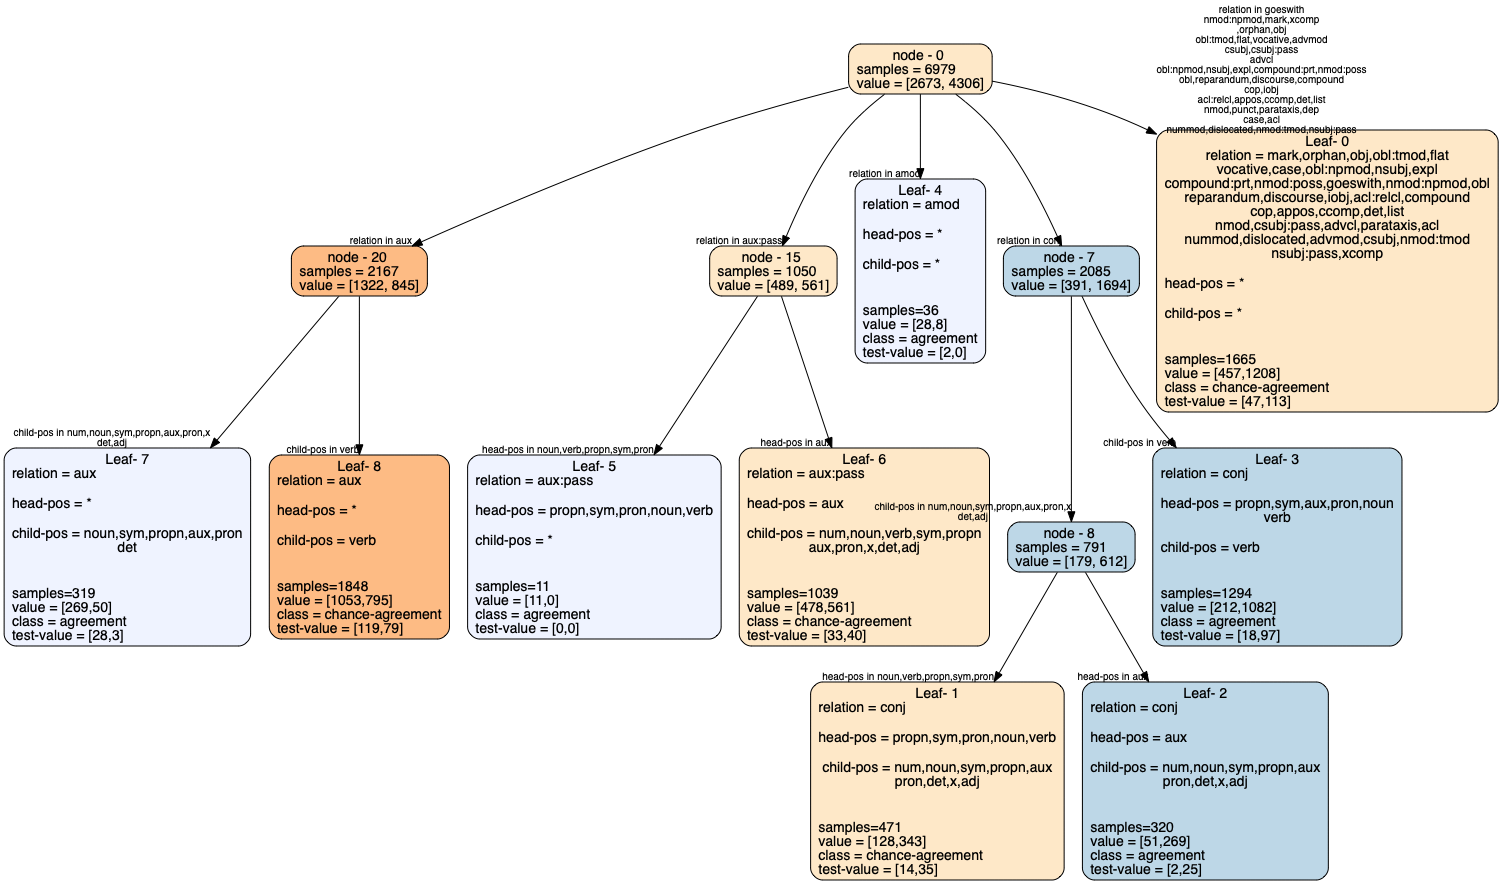 relation in goeswith
nmod:npmod,mark,xcomp
,orphan,obj
obl:tmod,flat,vocative,advmod
csubj,csubj:pass
advcl
obl:npmod,nsubj,expl,compound:prt,nmod:poss
obl,reparandum,discourse,compound
cop,iobj
acl:relcl,appos,ccomp,det,list
nmod,punct,parataxis,dep
case,acl
nummod,dislocated,nmod:tmod,nsubj:pass
node - 0
samples = 6979
value = [2673, 4306]
Leaf- 0
relation = mark,orphan,obj,obl:tmod,flat
vocative,case,obl:npmod,nsubj,expl
compound:prt,nmod:poss,goeswith,nmod:npmod,obl
reparandum,discourse,iobj,acl:relcl,compound
cop,appos,ccomp,det,list
nmod,csubj:pass,advcl,parataxis,acl
nummod,dislocated,advmod,csubj,nmod:tmod
nsubj:pass,xcomp
head-pos = *
child-pos = *
samples=1665
value = [457,1208]
class = chance-agreement
test-value = [47,113]
relation in amod
Leaf- 4
relation = amod
head-pos = *
child-pos = *
samples=36
value = [28,8]
class = agreement
test-value = [2,0]
relation in aux
node - 20
samples = 2167
value = [1322, 845]
relation in aux:pass
node - 15
samples = 1050
value = [489, 561]
relation in conj
node - 7
samples = 2085
value = [391, 1694]
child-pos in num,noun,sym,propn,aux,pron,x
det,adj
Leaf- 7
relation = aux
head-pos = *
child-pos = noun,sym,propn,aux,pron
det
samples=319
value = [269,50]
class = agreement
test-value = [28,3]
child-pos in verb
Leaf- 8
relation = aux
head-pos = *
child-pos = verb
samples=1848
value = [1053,795]
class = chance-agreement
test-value = [119,79]
head-pos in noun,verb,propn,sym,pron
Leaf- 5
relation = aux:pass
head-pos = propn,sym,pron,noun,verb
child-pos = *
samples=11
value = [11,0]
class = agreement
test-value = [0,0]
head-pos in aux
Leaf- 6
relation = aux:pass
head-pos = aux
child-pos = num,noun,verb,sym,propn
aux,pron,x,det,adj
samples=1039
value = [478,561]
class = chance-agreement
test-value = [33,40]
child-pos in num,noun,sym,propn,aux,pron,x
det,adj
node - 8
samples = 791
value = [179, 612]
child-pos in verb
Leaf- 3
relation = conj
head-pos = propn,sym,aux,pron,noun
verb
child-pos = verb
samples=1294
value = [212,1082]
class = agreement
test-value = [18,97]
head-pos in noun,verb,propn,sym,pron
Leaf- 1
relation = conj
head-pos = propn,sym,pron,noun,verb
child-pos = num,noun,sym,propn,aux
pron,det,x,adj
samples=471
value = [128,343]
class = chance-agreement
test-value = [14,35]
head-pos in aux
Leaf- 2
relation = conj
head-pos = aux
child-pos = num,noun,sym,propn,aux
pron,det,x,adj
samples=320
value = [51,269]
class = agreement
test-value = [2,25]